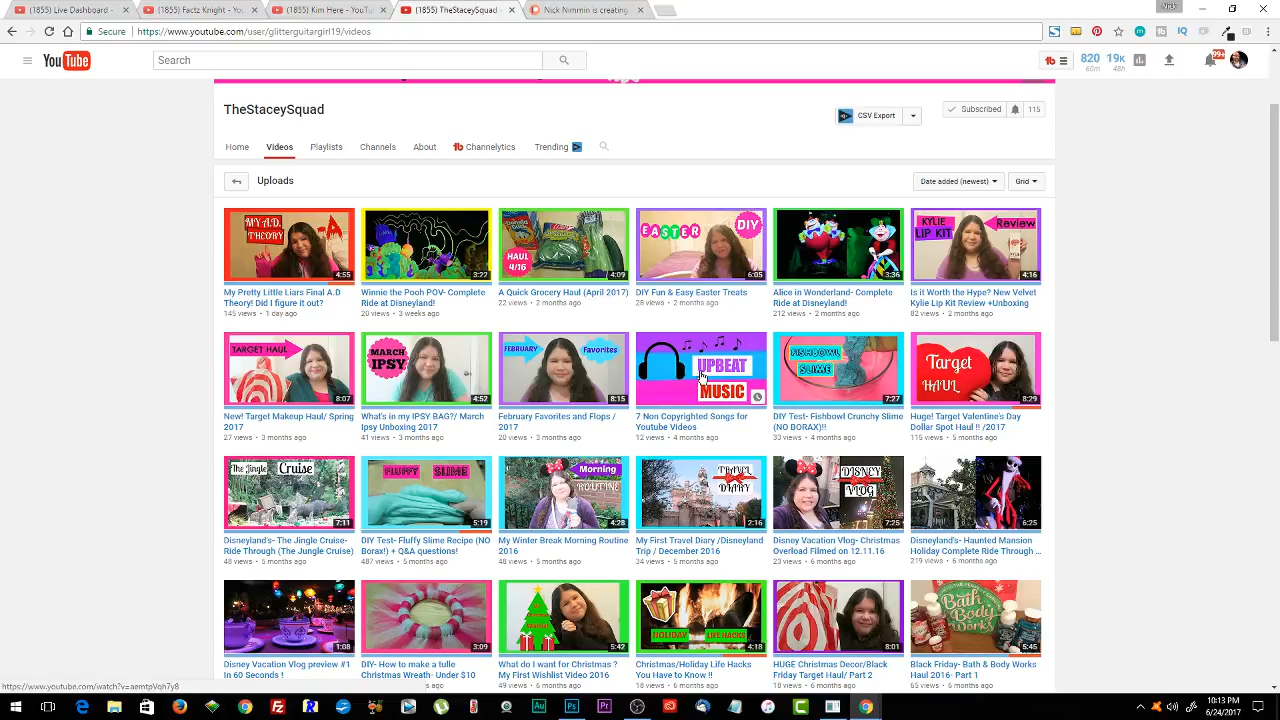 (1855) Live Dashboard
(1855) Factz Knight - Yo
(1855) Kim Here - YouT
(1855) TheStaceySquad -
Nick Nimmin is creating
Nick
Secure
https://www.youtube.com/user/glitterguitargirl19/videos
YouTube
Search
820
60m
19K
48h
99+
TheStaceySquad
CSV Export
Subscribed
115
Home
Videos
Playlists
Channels
About
Channelytics
Trending
Uploads
Date added (newest)
Grid
MY A.D.
THEORY
A
4:55
3:22
HAUL
4/16
4:09
EASTER
DIY
6:05
3:36
KYLIE
LIP KIT
Review
4:16
My Pretty Little Liars Final A.D
Theory! Did I figure it out?
145 views • 1 day ago
Winnie the Pooh POV- Complete
Ride at Disneyland!
20 views • 3 weeks ago
A Quick Grocery Haul (April 2017)
22 views • 2 months ago
DIY Fun & Easy Easter Treats
28 views • 2 months ago
Alice in Wonderland- Complete
Ride at Disneyland!
212 views • 2 months ago
Is it Worth the Hype? New Velvet
Kylie Lip Kit Review +Unboxing
82 views • 2 months ago
TARGET HAUL
8:07
MARCH
IPSY
4:52
FEBRUARY
Favorites
8:15
UPBEAT
MUSIC
FISHBOWL
SLIME
7:27
Target
HAUL
8:29
New! Target Makeup Haul/ Spring
2017
27 views • 3 months ago
What's in my IPSY BAG?/ March
Ipsy Unboxing 2017
41 views • 3 months ago
February Favorites and Flops /
2017
20 views • 3 months ago
7 Non Copyrighted Songs for
Youtube Videos
12 views • 4 months ago
DIY Test- Fishbowl Crunchy Slime
(NO BORAX)!!
33 views • 4 months ago
Huge! Target Valentine's Day
Dollar Spot Haul !! /2017
115 views • 5 months ago
The Jingle
Cruise
7:11
FLUFFY
SLIME
5:19
Morning
ROUTINE
4:28
TRAVEL
DIARY
2:16
DISNEY
VLOG
7:25
6:25
Disneyland's- The Jingle Cruise-
Ride Through (The Jungle Cruise)
48 views • 5 months ago
DIY Test- Fluffy Slime Recipe (NO
Borax!) + Q&A questions!
487 views • 5 months ago
My Winter Break Morning Routine
2016
48 views • 5 months ago
My First Travel Diary /Disneyland
Trip / December 2016
34 views • 5 months ago
Disney Vacation Vlog- Christmas
Overload Filmed on 12.11.16
23 views • 6 months ago
Disneyland's- Haunted Mansion
Holiday Complete Ride Through ...
219 views • 6 months ago
1:08
3:09
5:42
HOLIDAY
LIFE HACKS
4:18
8:01
Bath
Body
Works
5:45
Disney Vacation Vlog preview #1
In 60 Seconds !
DIY- How to make a tulle
Christmas Wreath- Under $10
What do I want for Christmas ?
My First Wishlist Video 2016
Christmas/Holiday Life Hacks
You Have to Know !!
HUGE Christmas Decor/Black
Friday Target Haul/ Part 2
Black Friday- Bath & Body Works
Haul 2016- Part 1
https://www.youtube.com/watch?v=aemtpVqh7y8
months ago
48 views • 6 months ago
18 views • 6 months ago
18 views • 6 months ago
65 views • 6 months ago
10:13 PM
6/24/2017